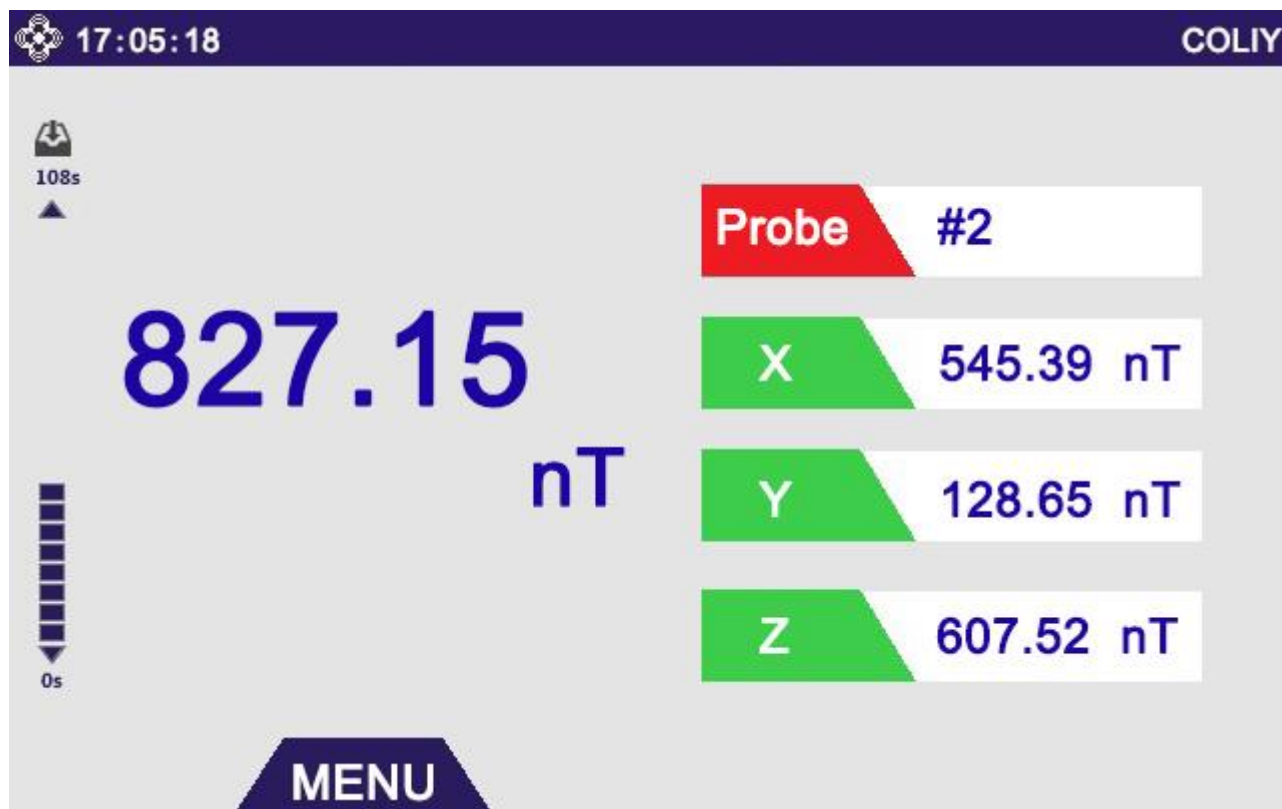 17:05:18 COLIY
108s
Probe #2
827.15
nT
X 545.39 nT
Y 128.65 nT
Z 607.52 nT
0s
MENU